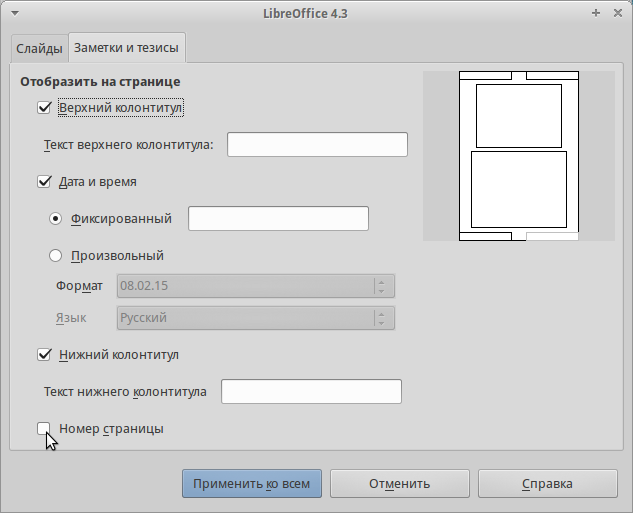 LibreOffice 4.3
Слайды
Заметки и тезисы
Отобразить на странице
Верхний колонтитул
Текст верхнего колонтитула:
Дата и время
Фиксированный
Произвольный
Формат
08.02.15
Язык
Русский
Нижний колонтитул
Текст нижнего колонтитула
Номер страницы
Применить ко всем
Отменить
Справка